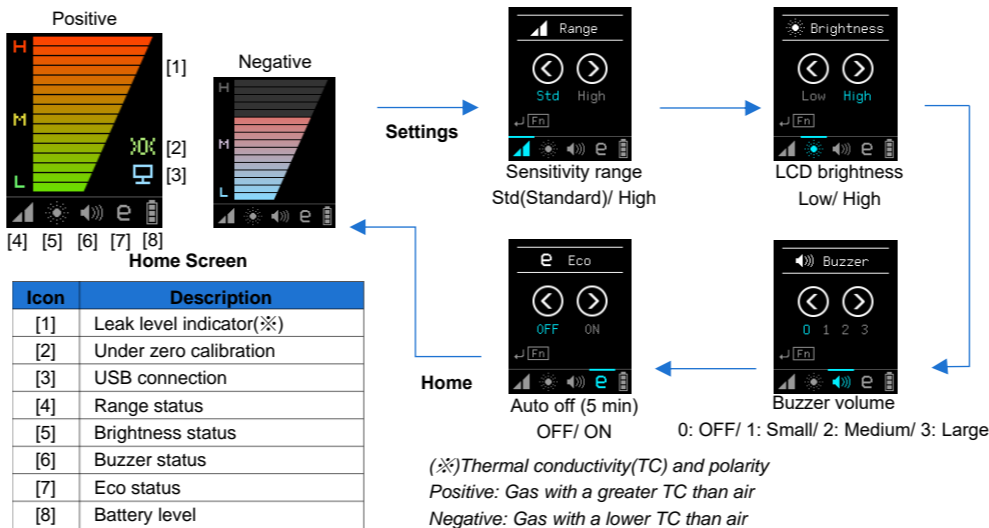 Positive
H
M
L
[1]
[2]
[3]
e
[4] [5] [6] [7] [8]
Negative
H
M
L
e
Home Screen
Icon Description
[1] Leak level indicator(※)
[2] Under zero calibration
[3] USB connection
[4] Range status
[5] Brightness status
[6] Buzzer status
[7] Eco status
[8] Battery level
Settings
Range
Std High
Fn
e
Sensitivity range
Std(Standard)/ High
Brightness
Low High
Fn
e
LCD brightness
Low/ High
Buzzer
0 1 2 3
Fn
e
Buzzer volume
0: OFF/ 1: Small/ 2: Medium/ 3: Large
e Eco
OFF ON
Fn
e
Auto off (5 min)
OFF/ ON
Home
(※)Thermal conductivity(TC) and polarity
Positive: Gas with a greater TC than air
Negative: Gas with a lower TC than air